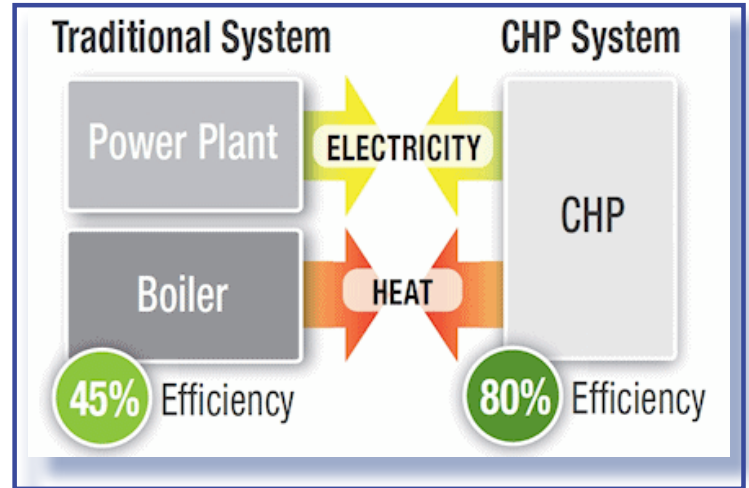 Traditional System
CHP System
Power Plant
ELECTRICITY
CHP
Boiler
HEAT
45% Efficiency
80% Efficiency